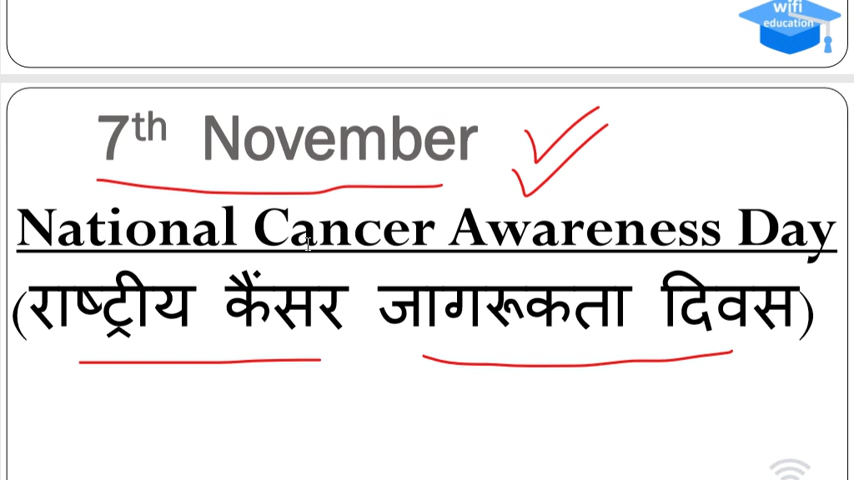 wifi
education
7th November
National Cancer Awareness Day
(राष्ट्रीय कैंसर जागरूकता दिवस)